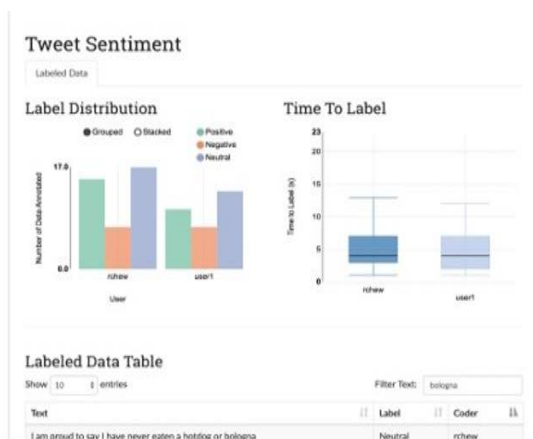 Tweet Sentiment
Labeled Data
Label Distribution
Grouped Stacked Positive
Negative
Neutral
17.0
Number of Data Annotated
0.0
rchew user1
User
Time To Label
23
20
15
10
5
0
Time to Label (s)
rchew user1
Labeled Data Table
Show 10 entries Filter Text: bologna
Text Label Coder
I am proud to say I have never eaten a hotdog or bologna Neutral rchew